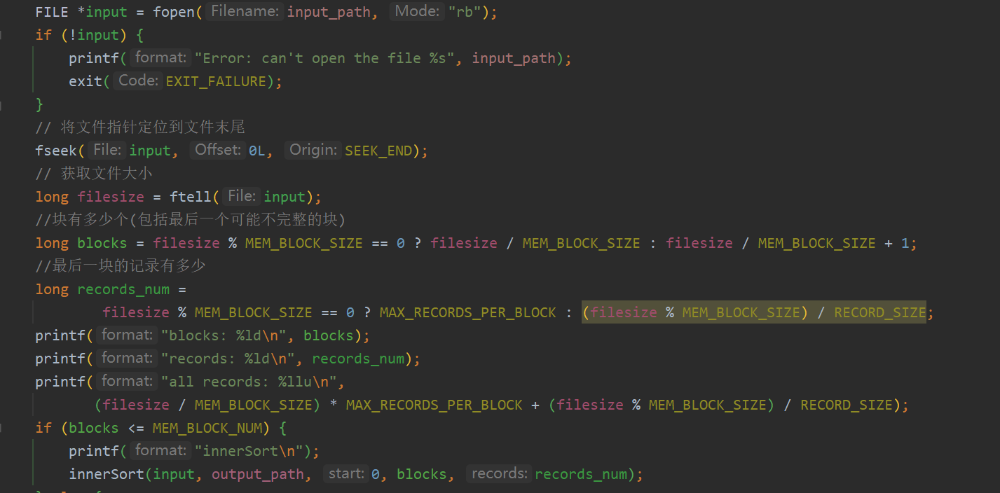 FILE *input = fopen( Filename: input_path, Mode: "rb");
if (!input) {
printf( format: "Error: can't open the file %s", input_path);
exit( Code: EXIT_FAILURE);
}
// 将文件指针定位到文件末尾
fseek( File: input, Offset: 0L, Origin: SEEK_END);
// 获取文件大小
long filesize = ftell( File: input);
//块有多少个(包括最后一个可能不完整的块)
long blocks = filesize % MEM_BLOCK_SIZE == 0 ? filesize / MEM_BLOCK_SIZE : filesize / MEM_BLOCK_SIZE + 1;
//最后一块的记录有多少
long records_num =
filesize % MEM_BLOCK_SIZE == 0 ? MAX_RECORDS_PER_BLOCK : (filesize % MEM_BLOCK_SIZE) / RECORD_SIZE;
printf( format: "blocks: %ld\n", blocks);
printf( format: "records: %ld\n", records_num);
printf( format: "all records: %llu\n",
(filesize / MEM_BLOCK_SIZE) * MAX_RECORDS_PER_BLOCK + (filesize % MEM_BLOCK_SIZE) / RECORD_SIZE);
if (blocks <= MEM_BLOCK_NUM) {
printf( format: "innerSort\n");
innerSort(input, output_path, start: 0, blocks, records: records_num);